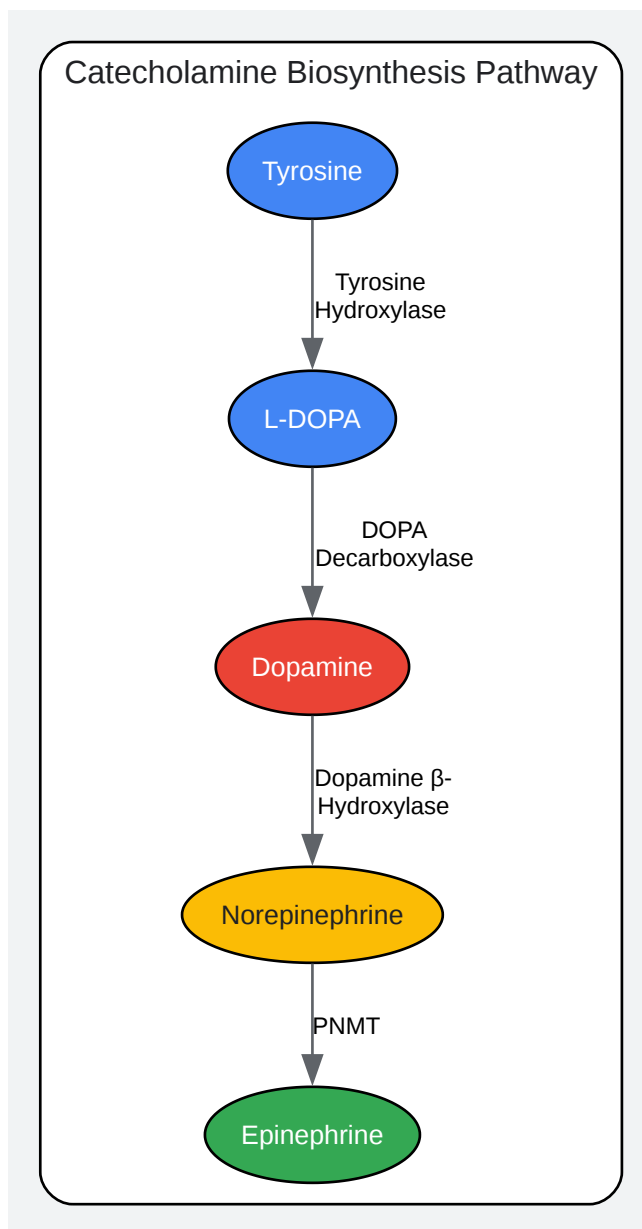 Catecholamine Biosynthesis Pathway
Tyrosine
Tyrosine
Hydroxylase
L-DOPA
DOPA
Decarboxylase
Dopamine
Dopamine β-
Hydroxylase
Norepinephrine
PNMT
Epinephrine